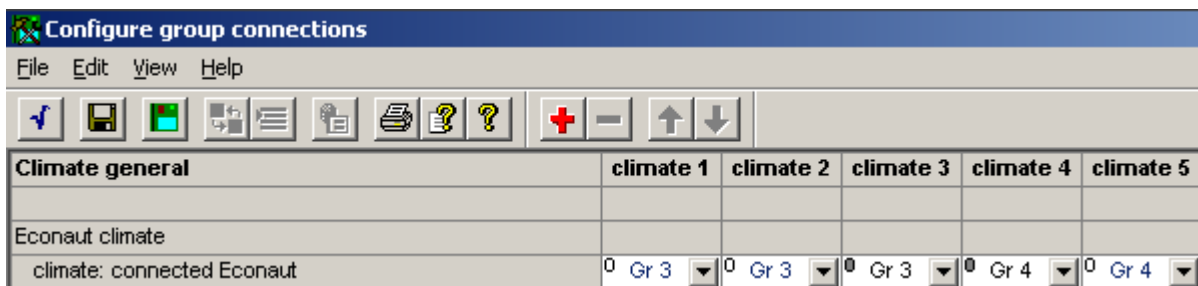 Configure group connections
File Edit View Help
Climate general climate 1 climate 2 climate 3 climate 4 climate 5
Econaut climate
climate: connected Econaut 0 Gr 3 0 Gr 3 0 Gr 3 0 Gr 4 0 Gr 4